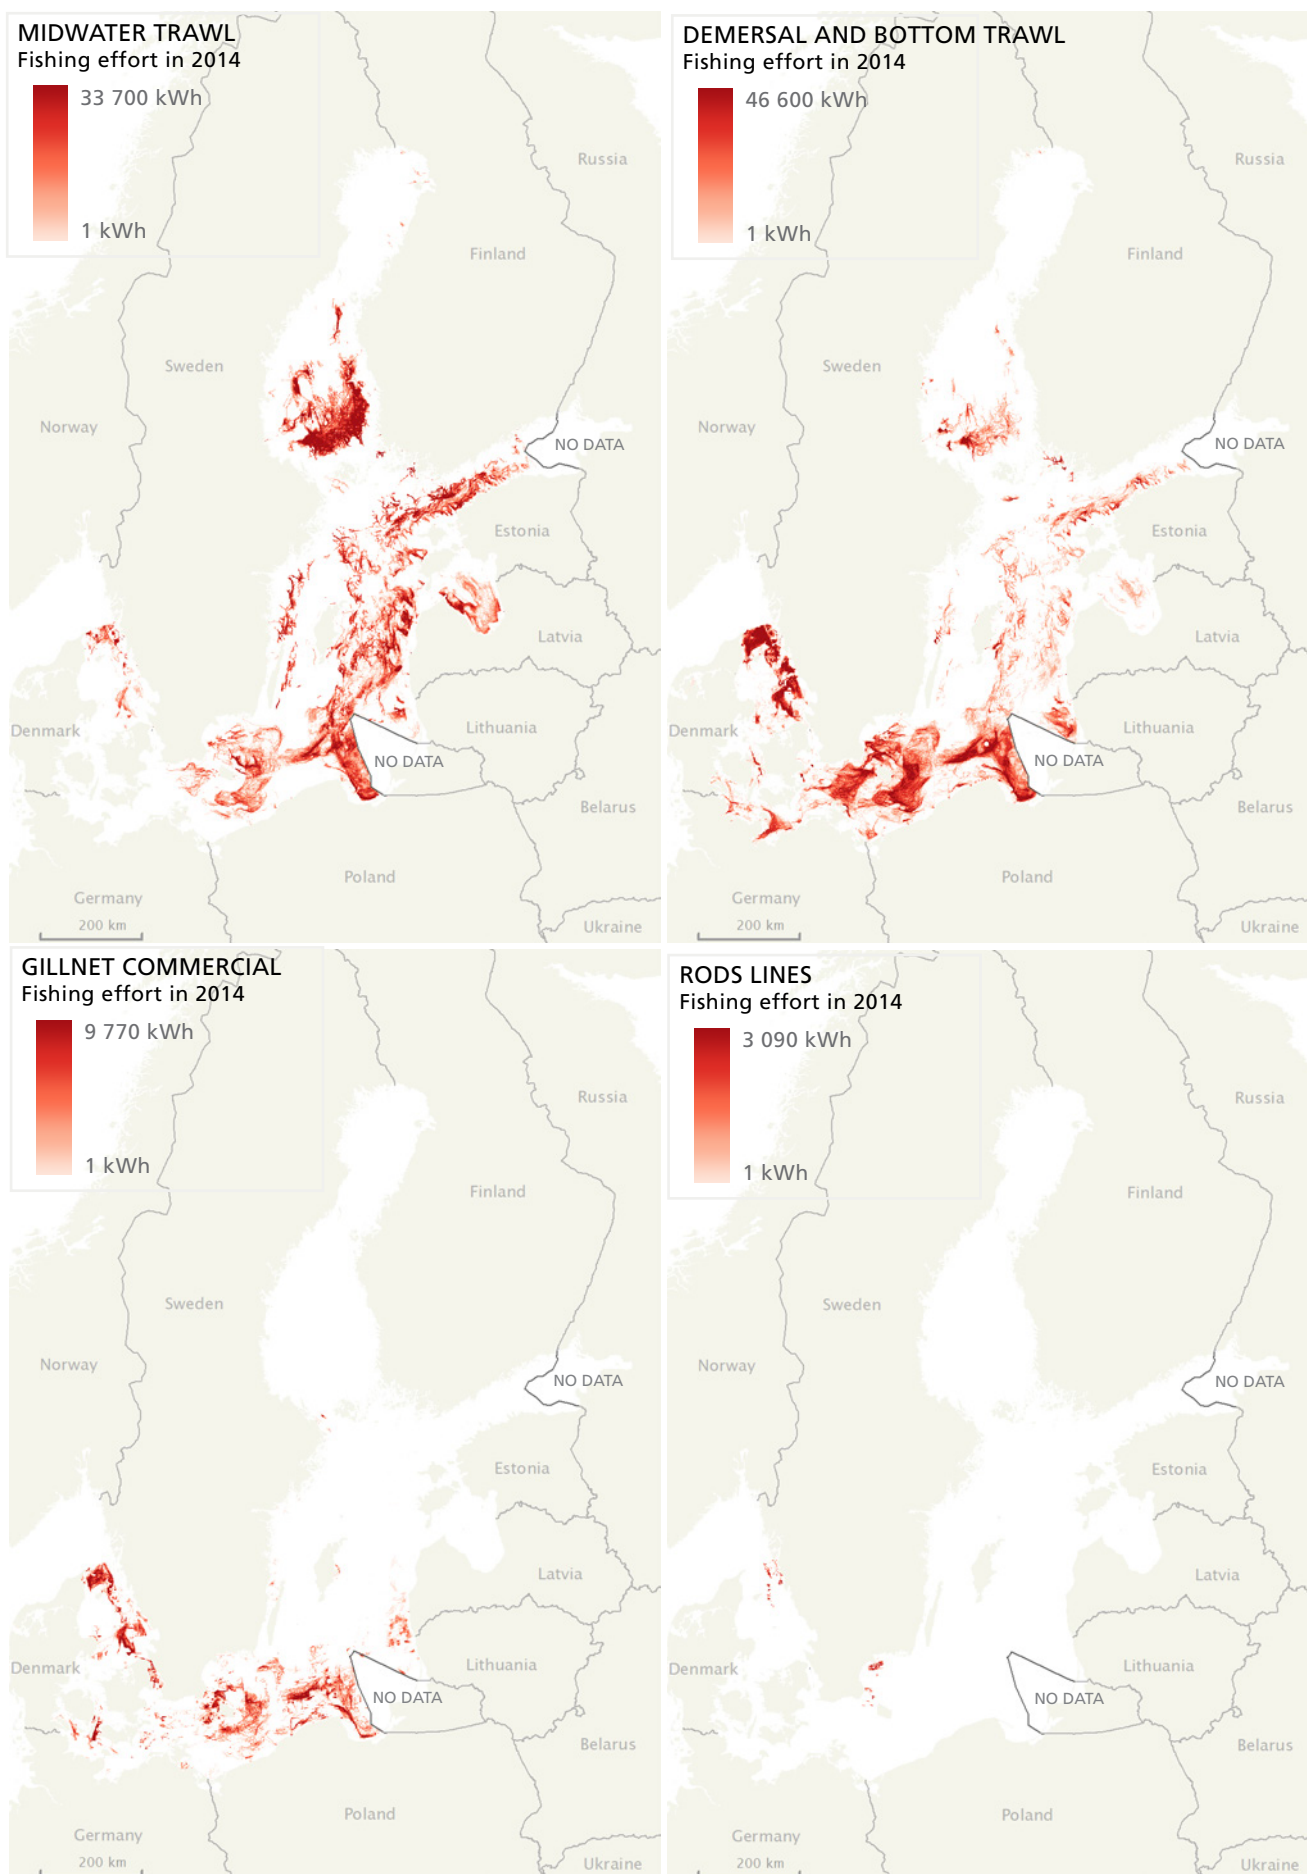 MIDWATER TRAWL
Fishing effort in 2014
33 700 kWh
1 kWh
Russia
Finland
Sweden
Norway
NO DATA
Estonia
Latvia
Denmark
Lithuania
NO DATA
Belarus
Poland
Germany
200 km
Ukraine
DEMERSAL AND BOTTOM TRAWL
Fishing effort in 2014
46 600 kWh
1 kWh
Russia
Finland
Sweden
Norway
NO DATA
Estonia
Latvia
Denmark
Lithuania
NO DATA
Belarus
Poland
Germany
200 km
Ukraine
GILLNET COMMERCIAL
Fishing effort in 2014
9 770 kWh
1 kWh
Russia
Finland
Sweden
Norway
NO DATA
Estonia
Latvia
Denmark
Lithuania
NO DATA
Belarus
Poland
Germany
200 km
Ukraine
RODS LINES
Fishing effort in 2014
3 090 kWh
1 kWh
Russia
Finland
Sweden
Norway
NO DATA
Estonia
Latvia
Denmark
Lithuania
NO DATA
Belarus
Poland
Germany
200 km
Ukraine